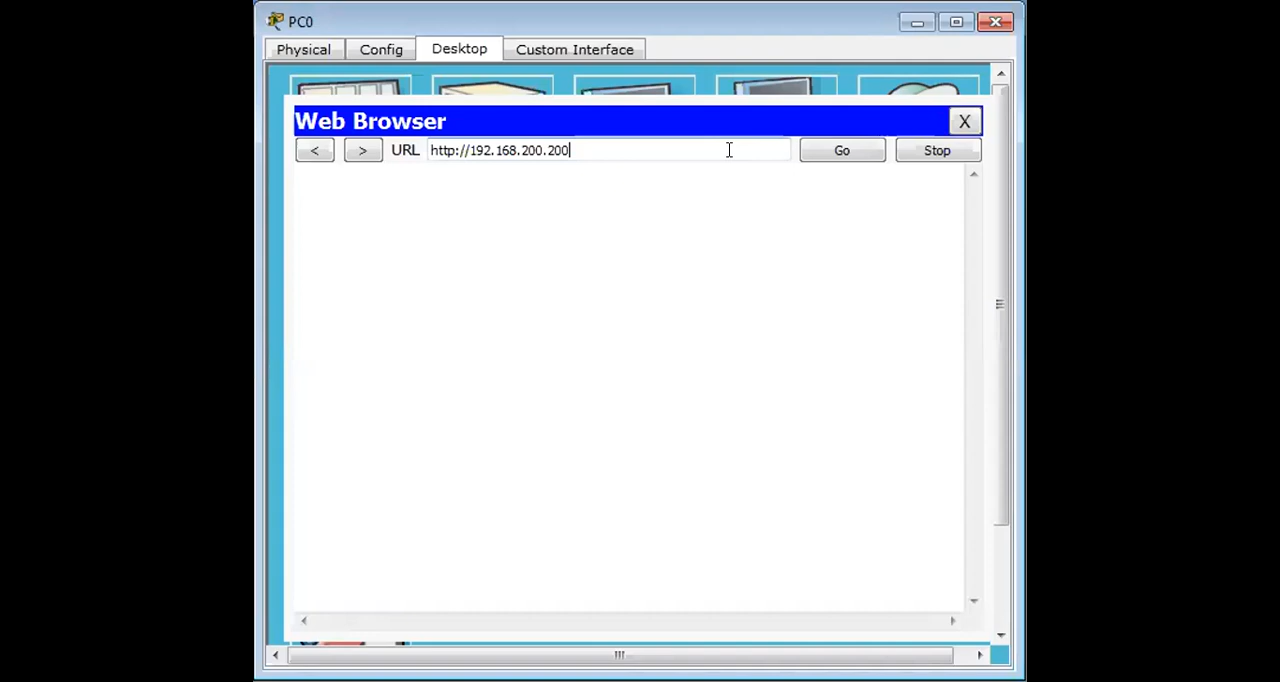 PC0
Physical Config Desktop Custom Interface
Web Browser X
< > URL http://192.168.200.200 Go Stop